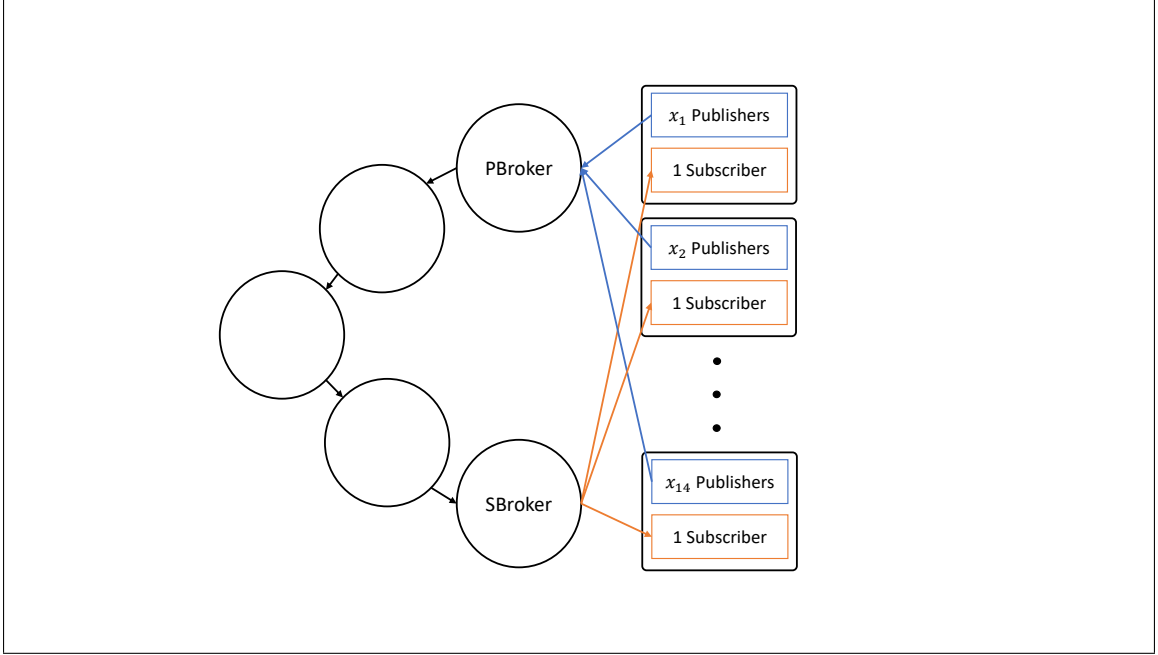 PBroker
x₁ Publishers
1 Subscriber
x₂ Publishers
1 Subscriber
x₁₄ Publishers
SBroker
1 Subscriber